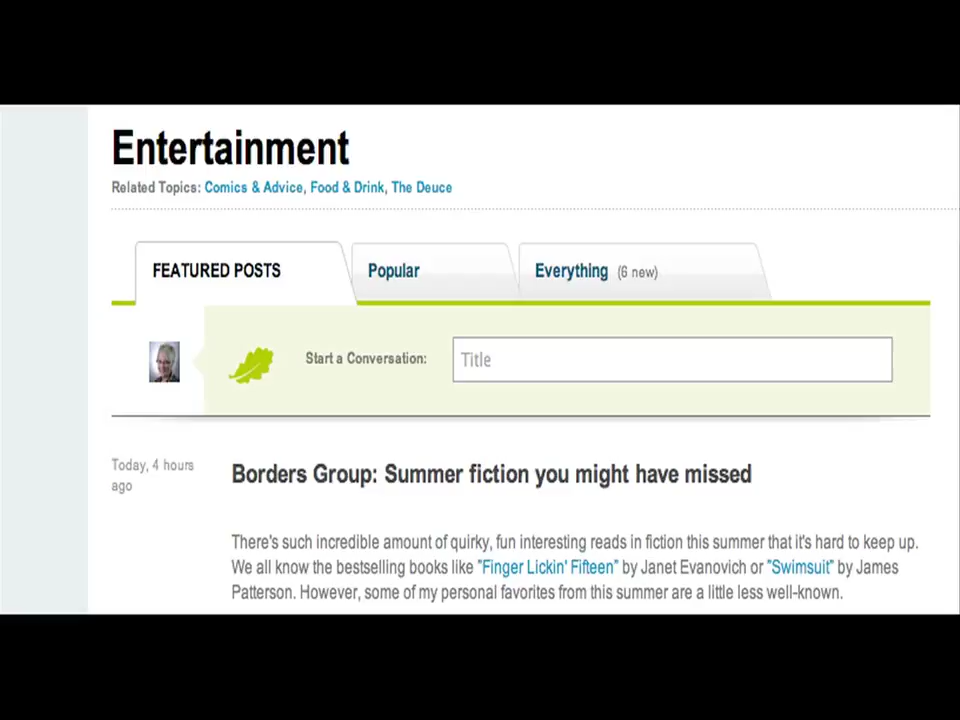 Entertainment
Related Topics: Comics & Advice, Food & Drink, The Deuce
FEATURED POSTS
Popular
Everything (6 new)
Start a Conversation:
Title
Today, 4 hours
ago
Borders Group: Summer fiction you might have missed
There's such incredible amount of quirky, fun interesting reads in fiction this summer that it's hard to keep up.
We all know the bestselling books like "Finger Lickin' Fifteen" by Janet Evanovich or "Swimsuit" by James
Patterson. However, some of my personal favorites from this summer are a little less well-known.